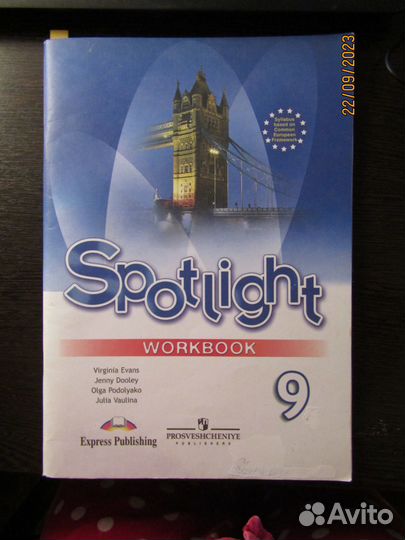 22/09/2023
Syllabus
based on
Common
European
Framework
Spotlight
WORKBOOK
Virginia Evans
Jenny Dooley
Olga Podolyako
Julia Vaulina
9
Express Publishing
PROSVESHCHENIYE
PUBLISHERS
Avito